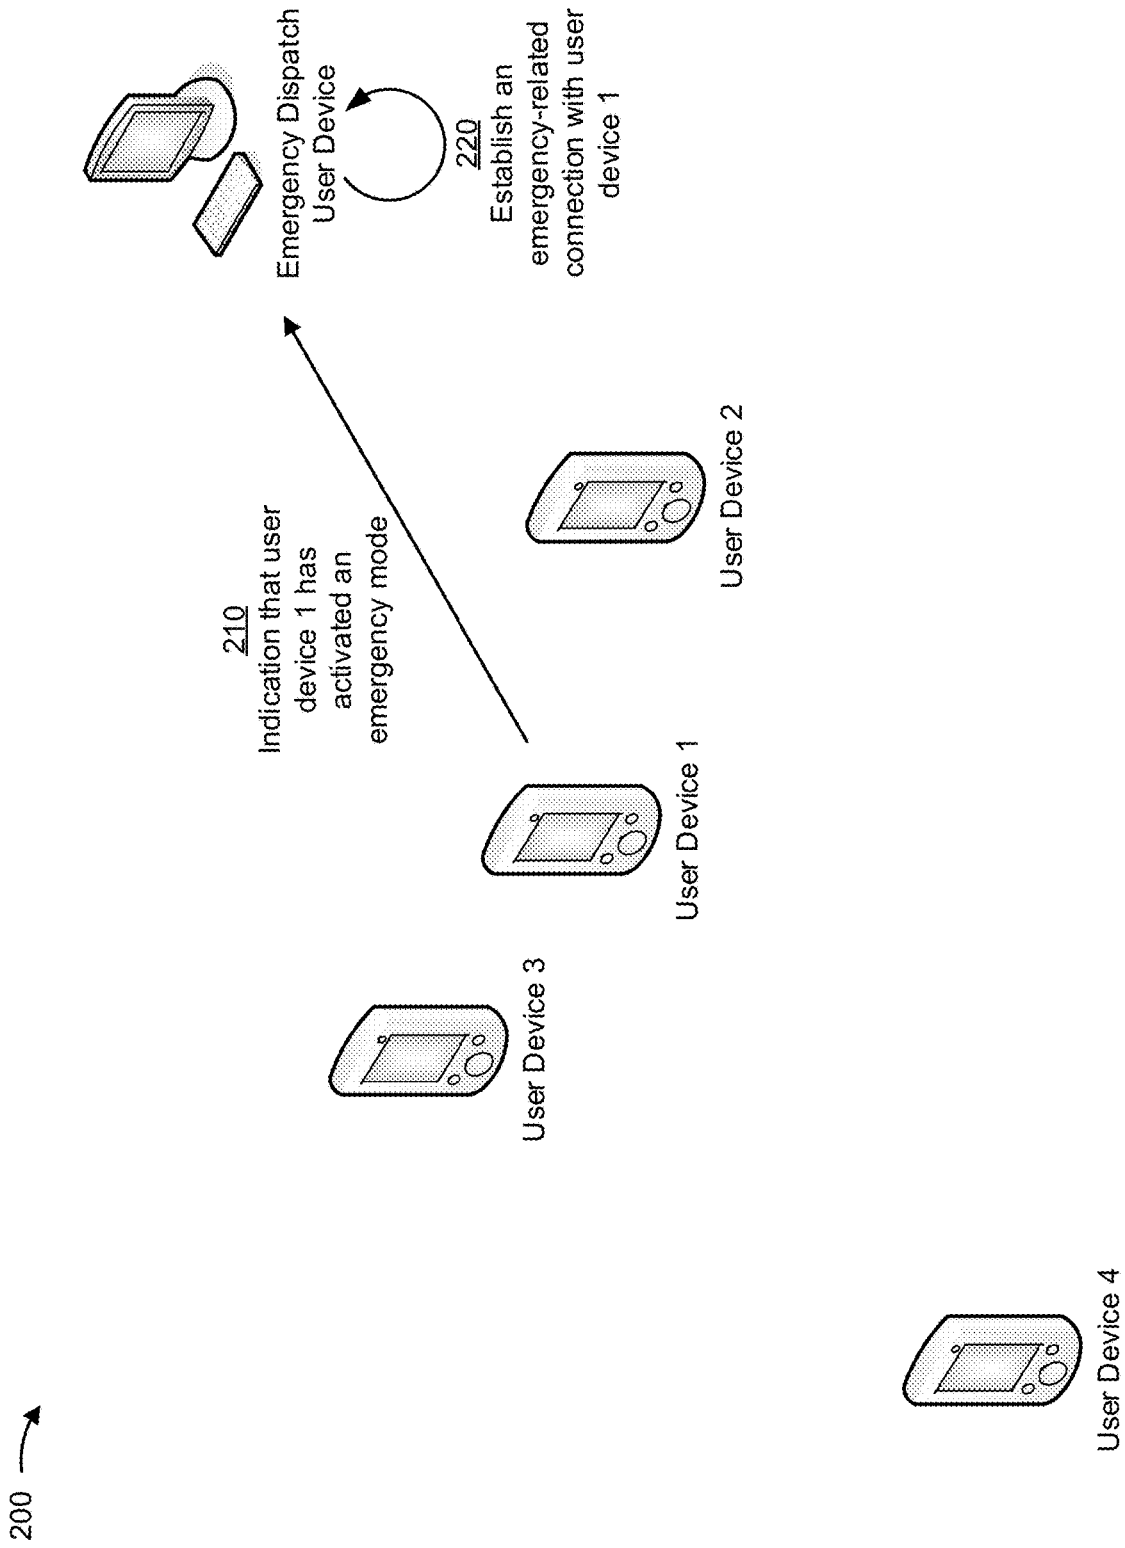 200
210
Indication that user
device 1 has
activated an
emergency mode
Emergency Dispatch
User Device
220
Establish an
emergency-related
connection with user
device 1
User Device 3
User Device 1
User Device 2
User Device 4